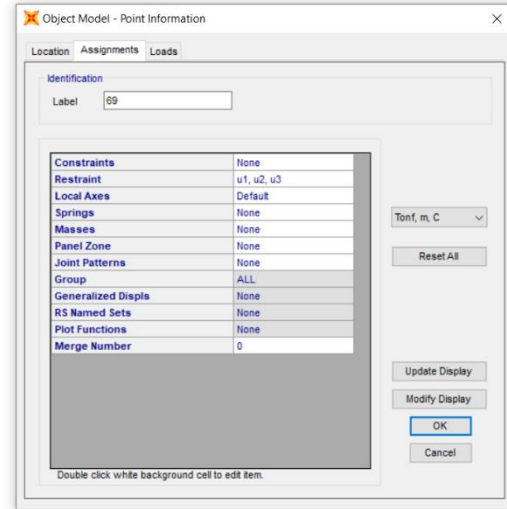 Object Model - Point Information
Location Assignments Loads
Identification
Label 69
Constraints None
Restraint u1, u2, u3
Local Axes Default
Springs None
Masses None
Panel Zone None
Joint Patterns None
Group ALL
Generalized Displs None
RS Named Sets None
Plot Functions None
Merge Number 0
Tonf, m, C
Reset All
Update Display
Modify Display
OK
Cancel
Double click white background cell to edit item.